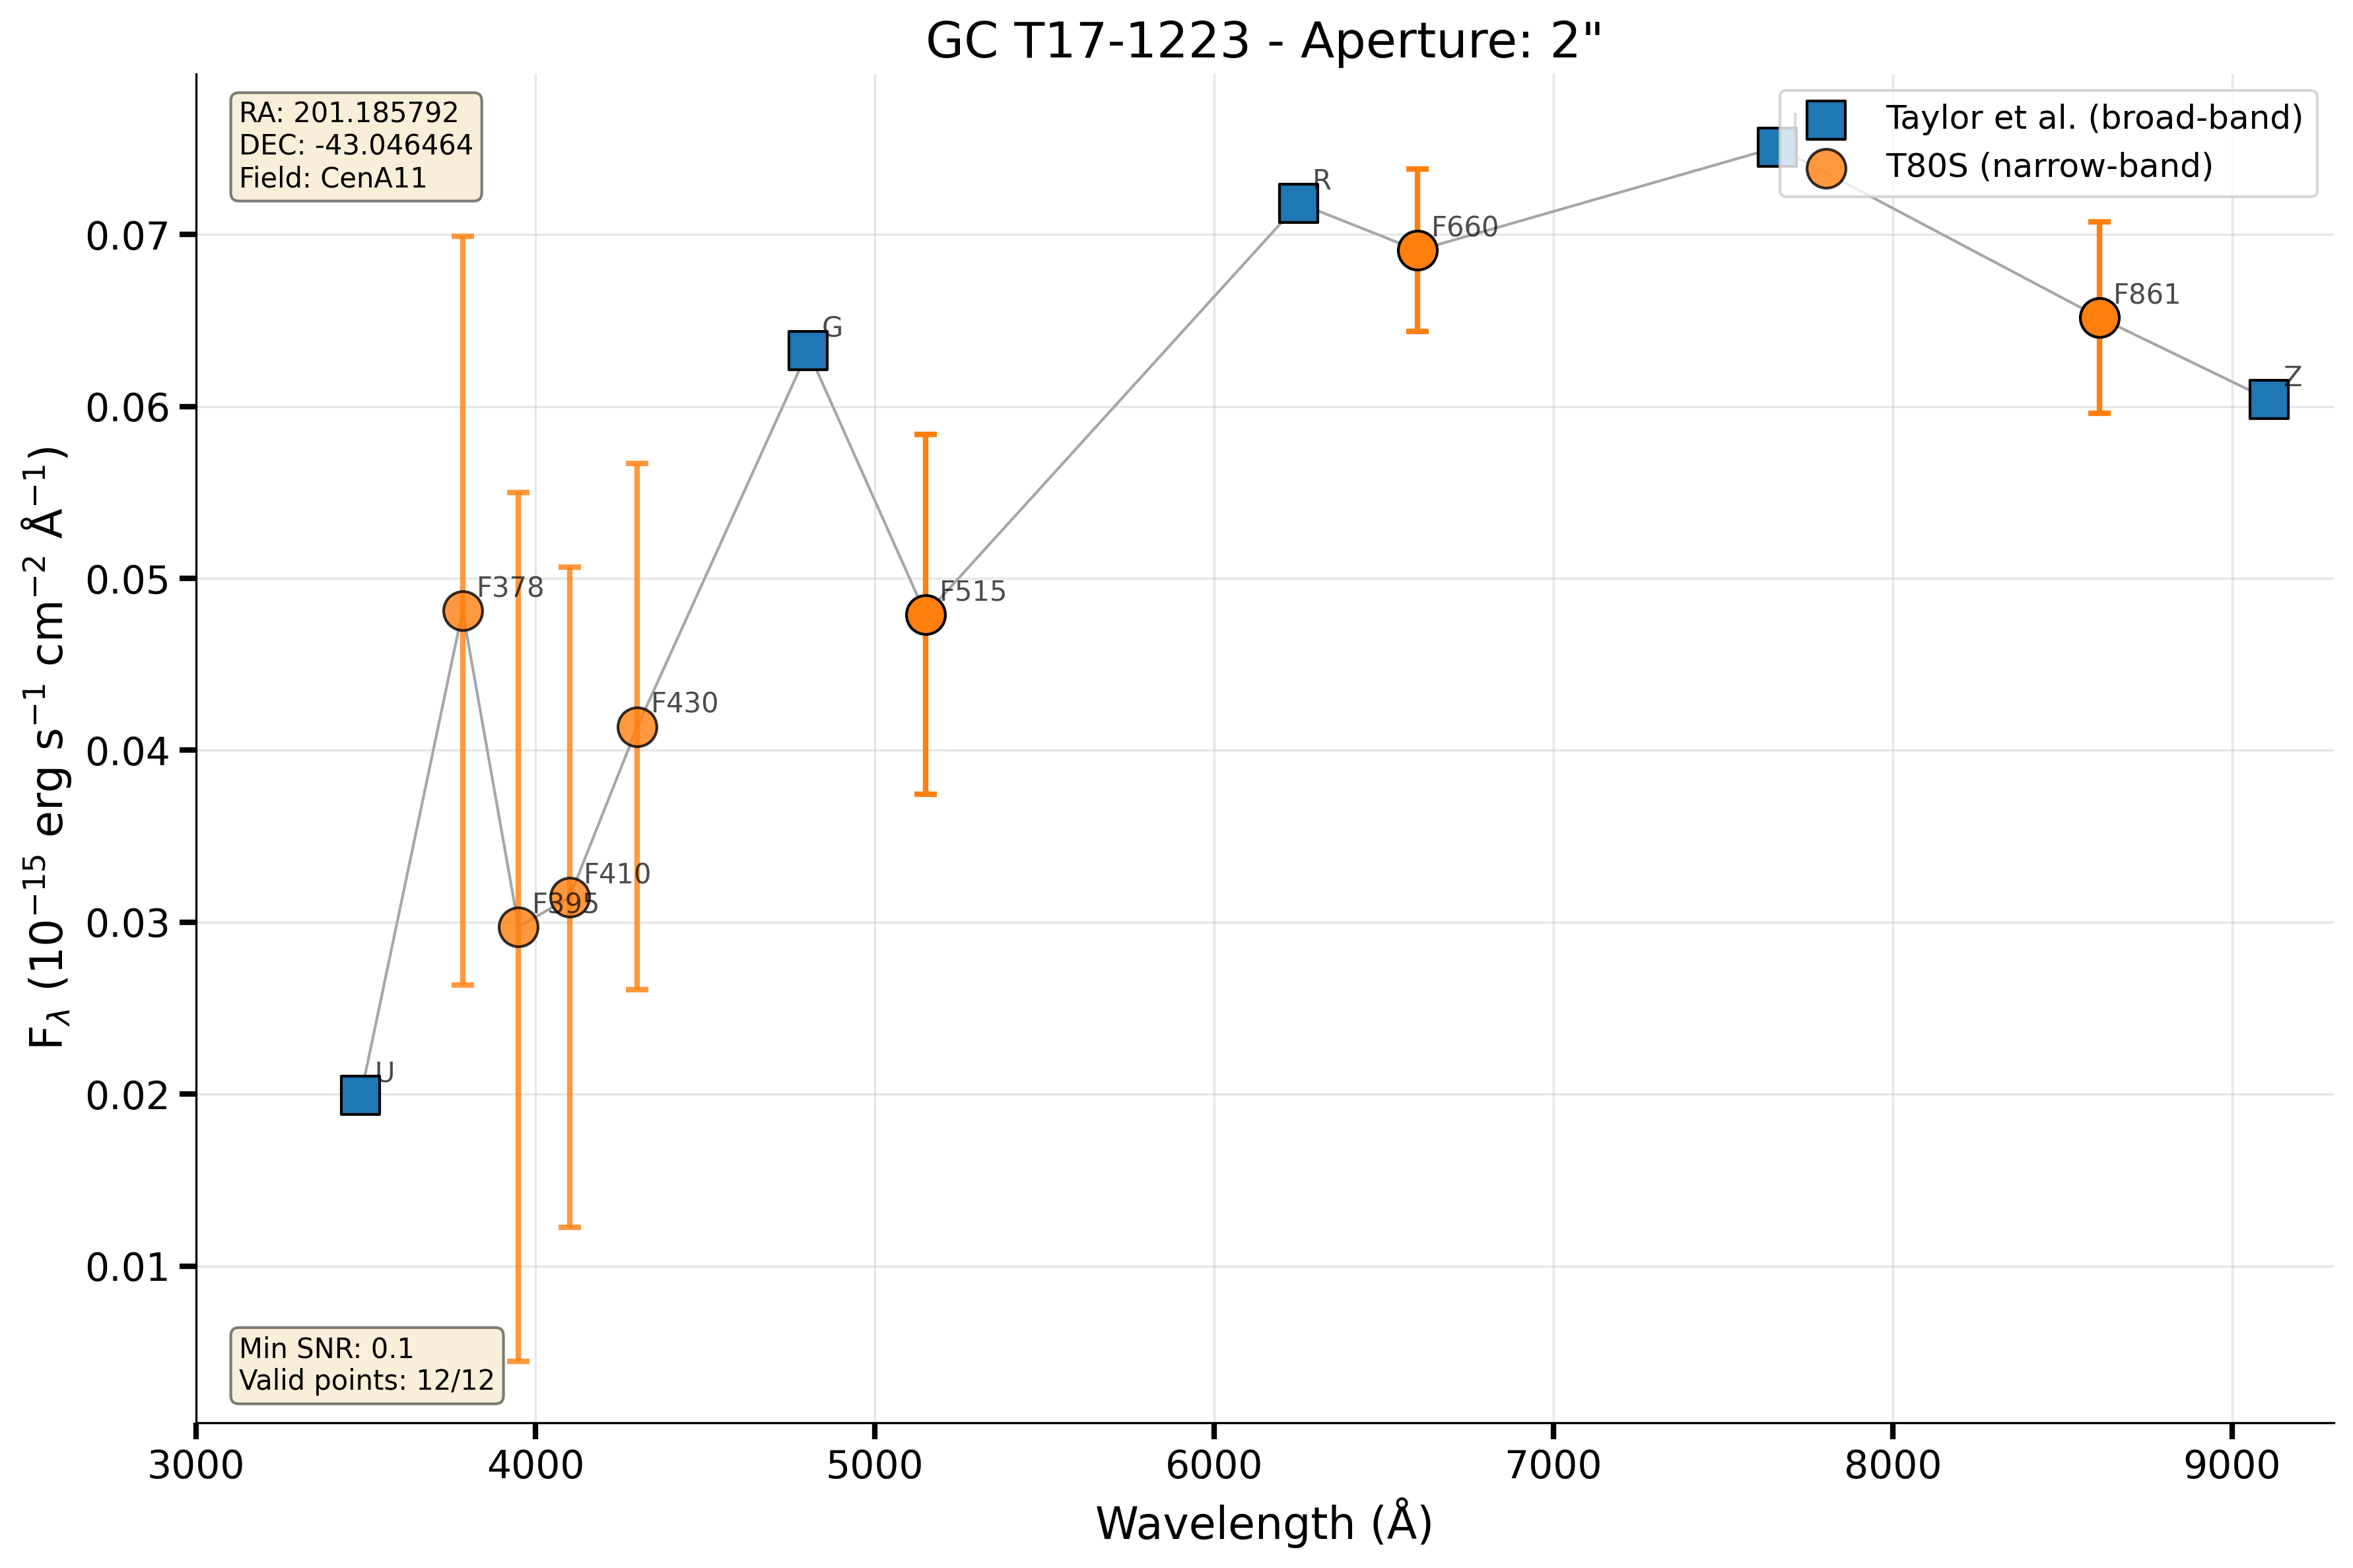 GC T17-1223 - Aperture: 2"
RA: 201.185792
DEC: -43.046464
Field: CenA11
Taylor et al. (broad-band)
T80S (narrow-band)
R
F660
F861
Z
G
F378
F515
F430
F410
F395
U
0.07
0.06
0.05
0.04
0.03
0.02
0.01
F_λ (10⁻¹⁵ erg s⁻¹ cm⁻² Å⁻¹)
Min SNR: 0.1
Valid points: 12/12
3000 4000 5000 6000 7000 8000 9000
Wavelength (Å)